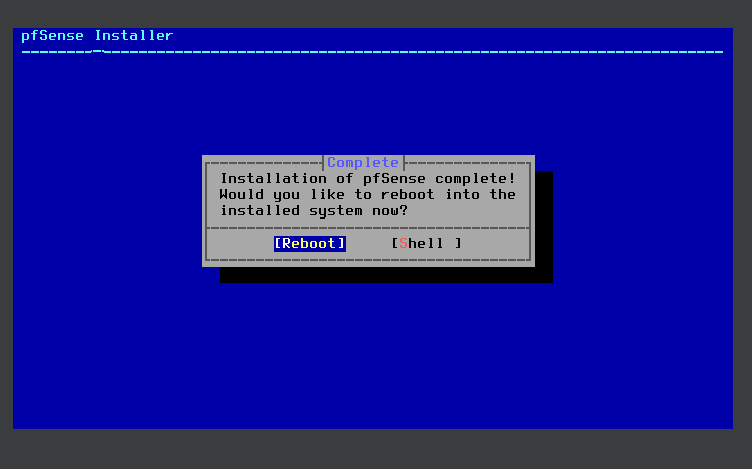 pfSense Installer
Complete
Installation of pfSense complete!
Would you like to reboot into the
installed system now?
[Reboot] [Shell ]